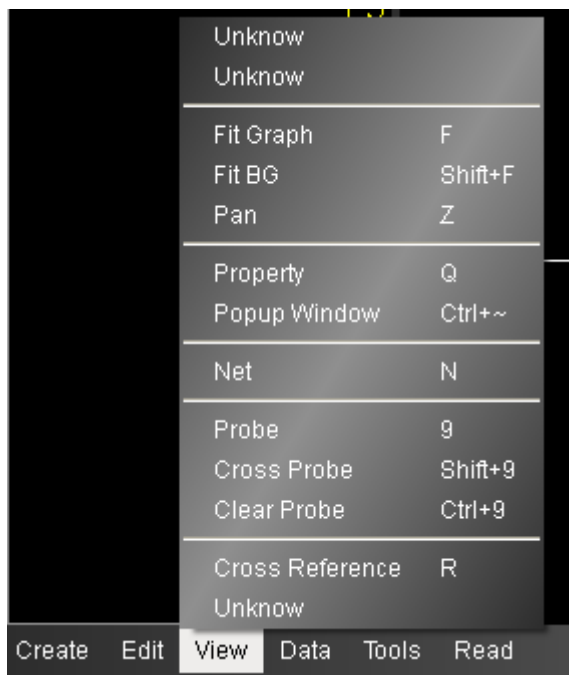 Unknow
Unknow
Fit Graph F
Fit BG Shift+F
Pan Z
Property Q
Popup Window Ctrl+~
Net N
Probe 9
Cross Probe Shift+9
Clear Probe Ctrl+9
Cross Reference R
Unknow
Create Edit View Data Tools Read